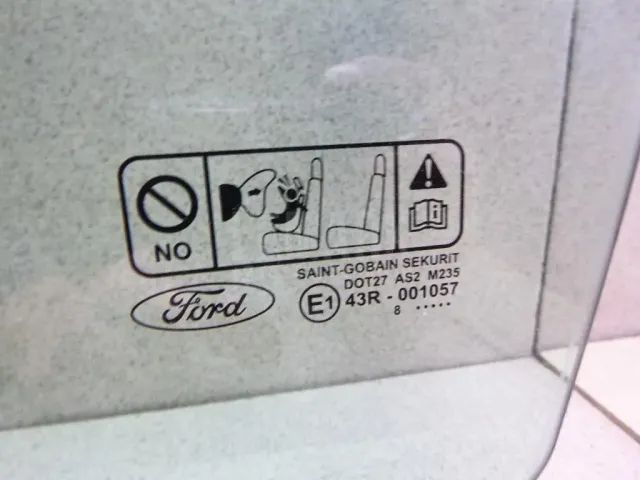 NO
SAINT-GOBAIN SEKURIT
DOT27 AS2 M235
Ford
E1
43R - 001057
8 .....